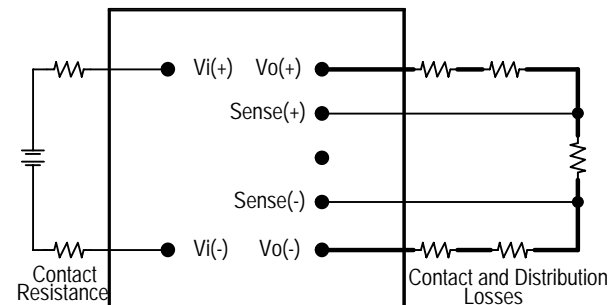 Vi(+) Vo(+)
Sense(+)
Sense(-)
Vi(-) Vo(-)
Contact
Resistance
Contact and Distribution
Losses